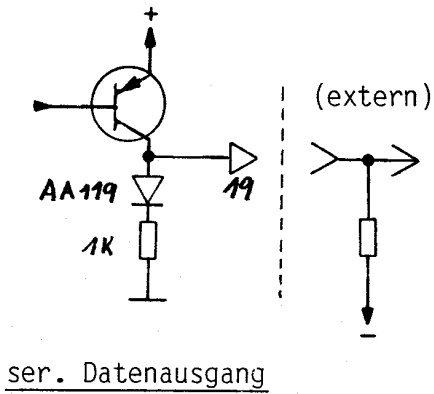 +
(extern)
AA119
19
1K
−
ser. Datenausgang